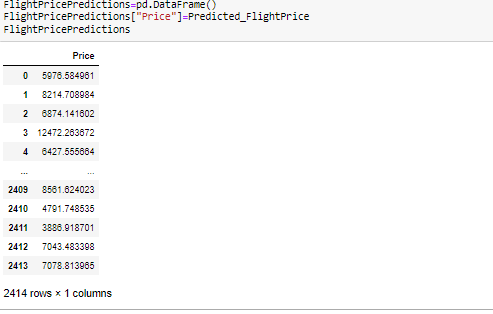 FlightPricePredictions=pd.DataFrame()
FlightPricePredictions["Price"]=Predicted_FlightPrice
FlightPricePredictions
Price
0 5976.584961
1 8214.708984
2 6874.141602
3 12472.263672
4 6427.555664
... ...
2409 8561.624023
2410 4791.748535
2411 3886.918701
2412 7043.483398
2413 7078.813965
2414 rows × 1 columns